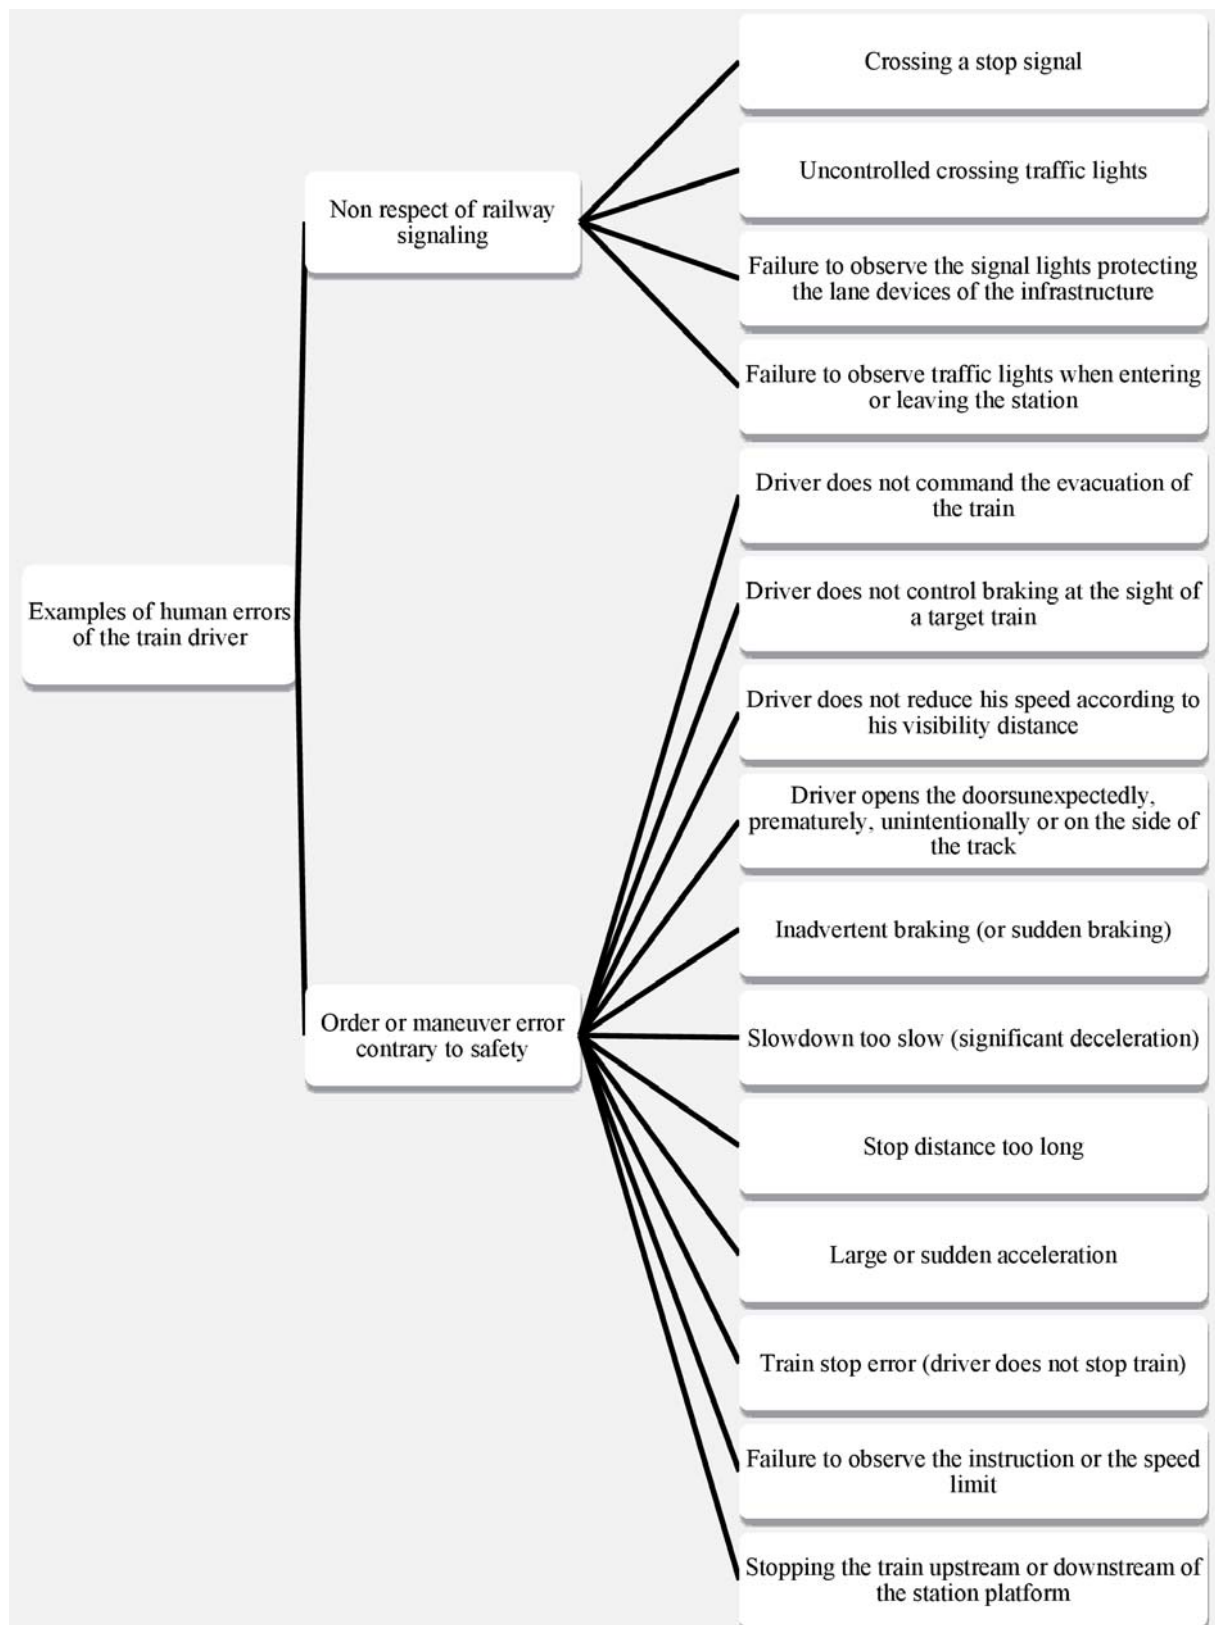 Crossing a stop signal
Uncontrolled crossing traffic lights
Non respect of railway
signaling
Failure to observe the signal lights protecting
the lane devices of the infrastructure
Failure to observe traffic lights when entering
or leaving the station
Driver does not command the evacuation of
the train
Examples of human errors
of the train driver
Driver does not control braking at the sight of
a target train
Driver does not reduce his speed according to
his visibility distance
Driver opens the doorsunexpectedly,
prematurely, unintentionally or on the side of
the track
Inadvertent braking (or sudden braking)
Order or maneuver error
contrary to safety
Slowdown too slow (significant deceleration)
Stop distance too long
Large or sudden acceleration
Train stop error (driver does not stop train)
Failure to observe the instruction or the speed
limit
Stopping the train upstream or downstream of
the station platform